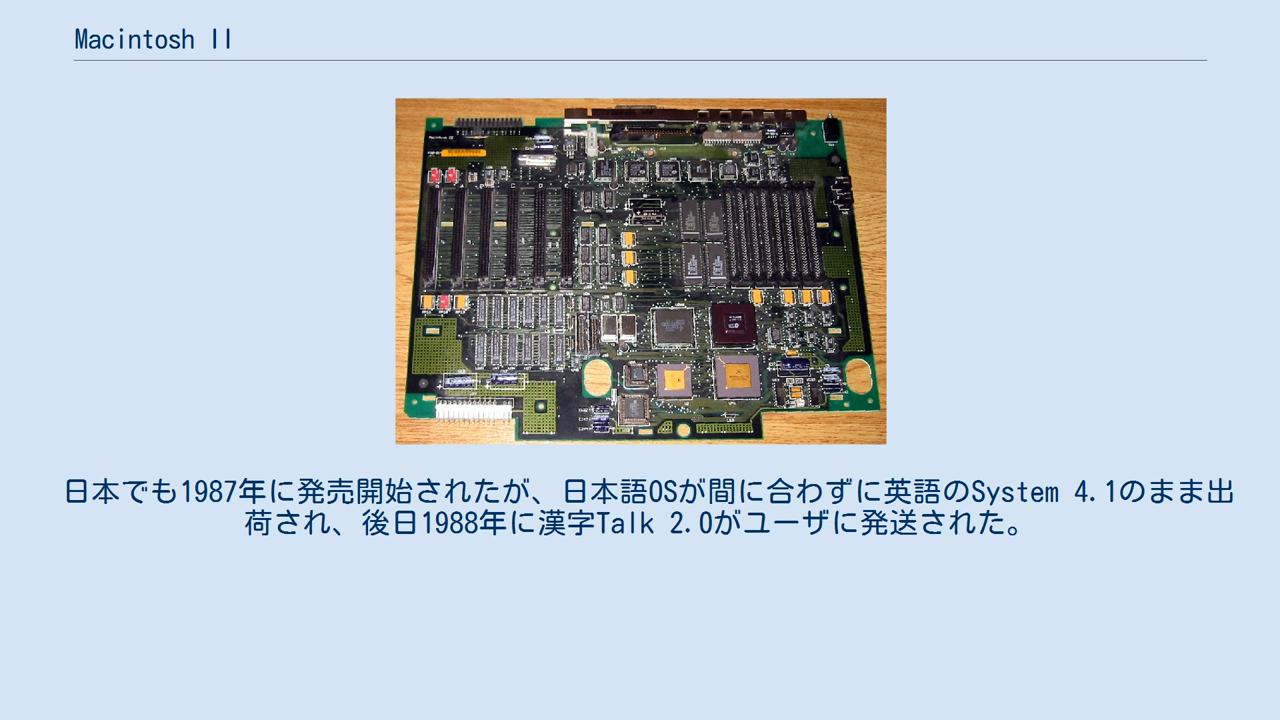 Macintosh II
日本でも1987年に発売開始されたが、日本語OSが間に合わずに英語のSystem 4.1のまま出
荷され、後日1988年に漢字Talk 2.0がユーザに発送された。